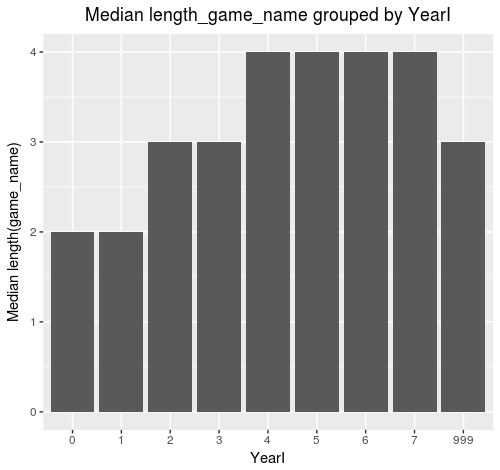 Median length_game_name grouped by YearI
Median length(game_name)
4
3
2
1
0
0 1 2 3 4 5 6 7 999
YearI